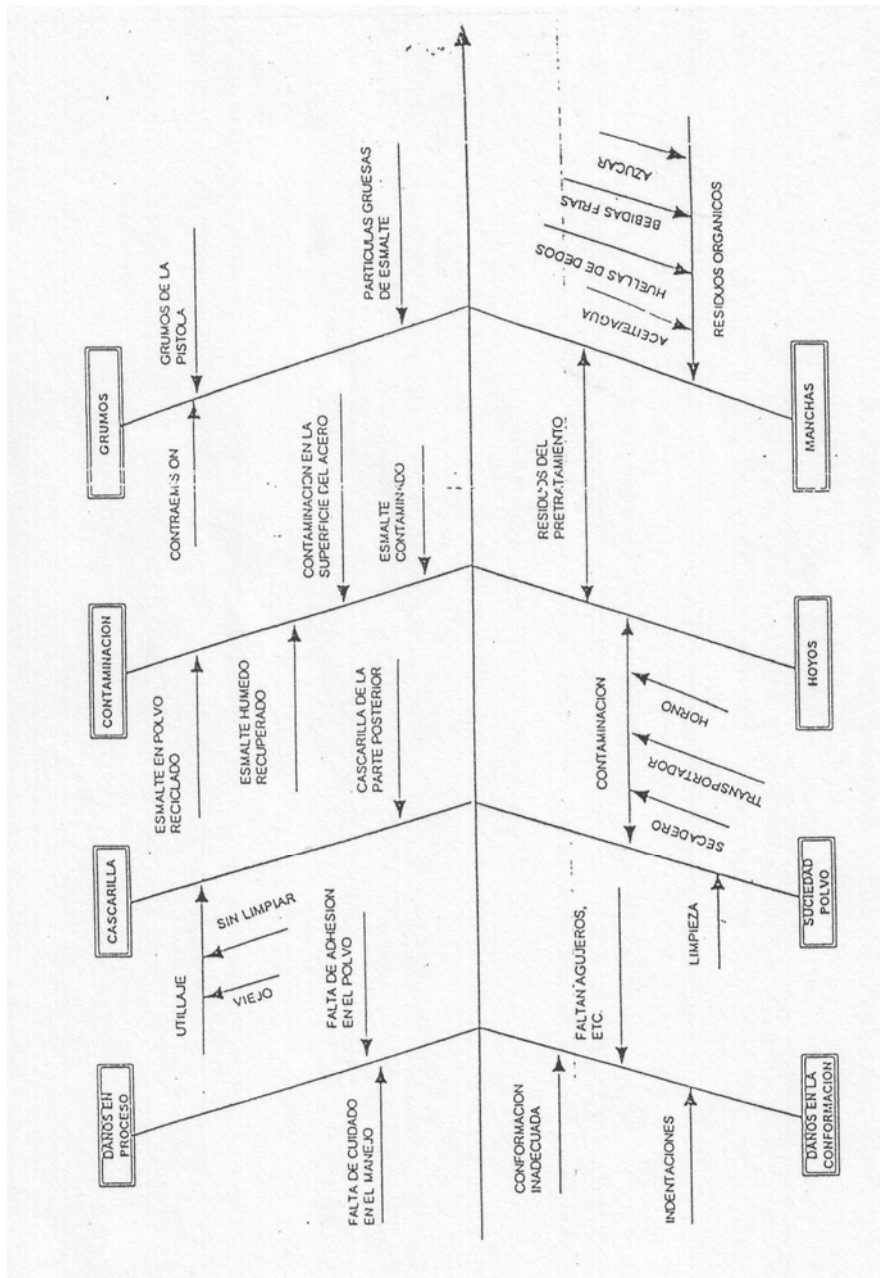 DAÑOS EN
PROCESO
CASCARILLA
CONTAMINACION
GRUMOS
FALTA DE CUIDADO
EN EL MANEJO
FALTA DE ADHESION
EN EL POLVO
UTILLAJE
VIEJO
SIN LIMPIAR
CASCARILLA DE LA
PARTE POSTERIOR
ESMALTE EN POLVO
RECICLADO
ESMALTE HUMEDO
RECUPERADO
CONTAMINACION EN LA
SUPERFICIE DEL ACERO
ESMALTE
CONTAMINADO
CONTRAEMISION
GRUMOS DE LA
PISTOLA
PARTICULAS GRUESAS
DE ESMALTE
CONFORMACION
INADECUADA
INDENTACIONES
FALTAN AGUJEROS,
ETC.
LIMPIEZA
CONTAMINACION
SECADERO
TRANSPORTADOR
HORNO
RESIDUOS DEL
PRETRATAMIENTO
ACEITE/AGUA
HUELLAS DE DEDOS
BEBIDAS FRIAS
AZUCAR
RESIDUOS ORGANICOS
DAÑOS EN LA
CONFORMACION
SUCIEDAD
POLVO
HOYOS
MANCHAS